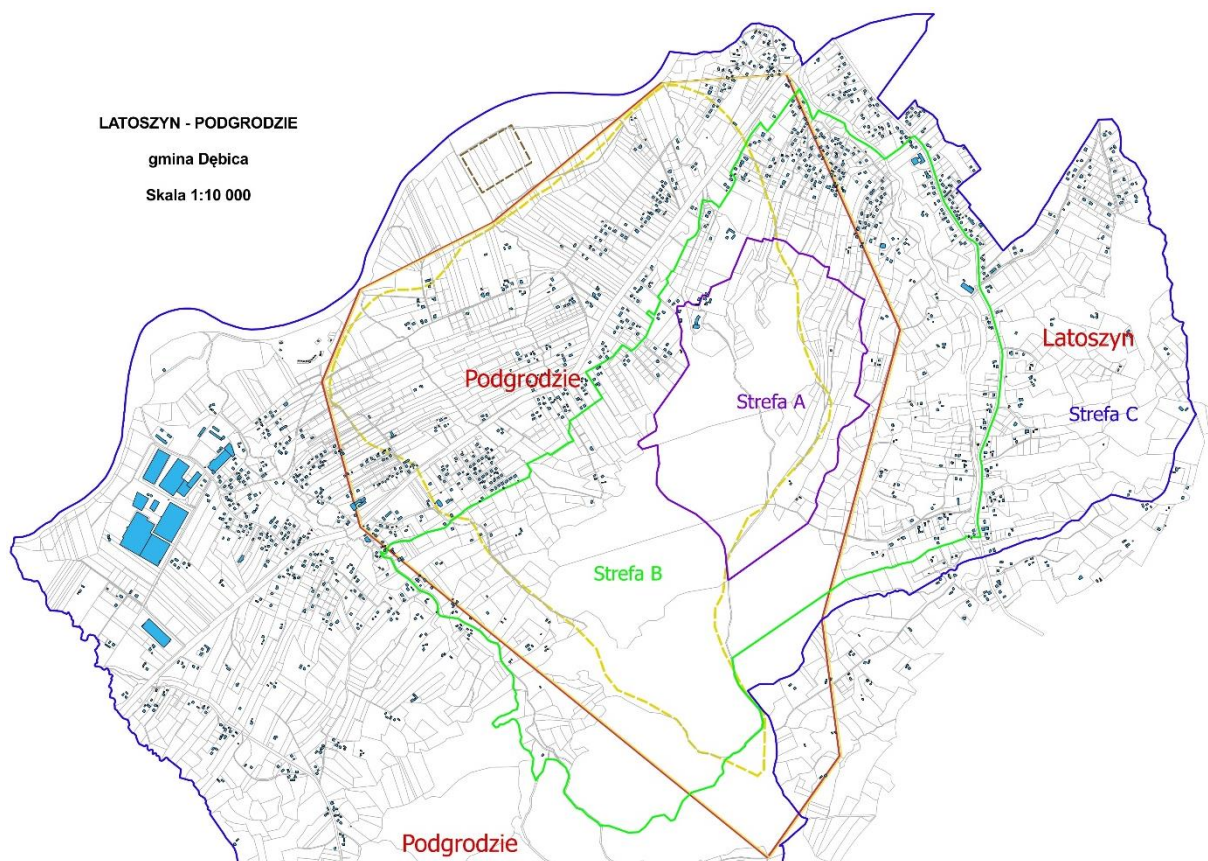 LATOSZYN - PODGRODZIE
gmina Dębica
Skala 1:10 000
Latoszyn
Podgrodzie
Strefa A
Strefa C
Strefa B
Podgrodzie